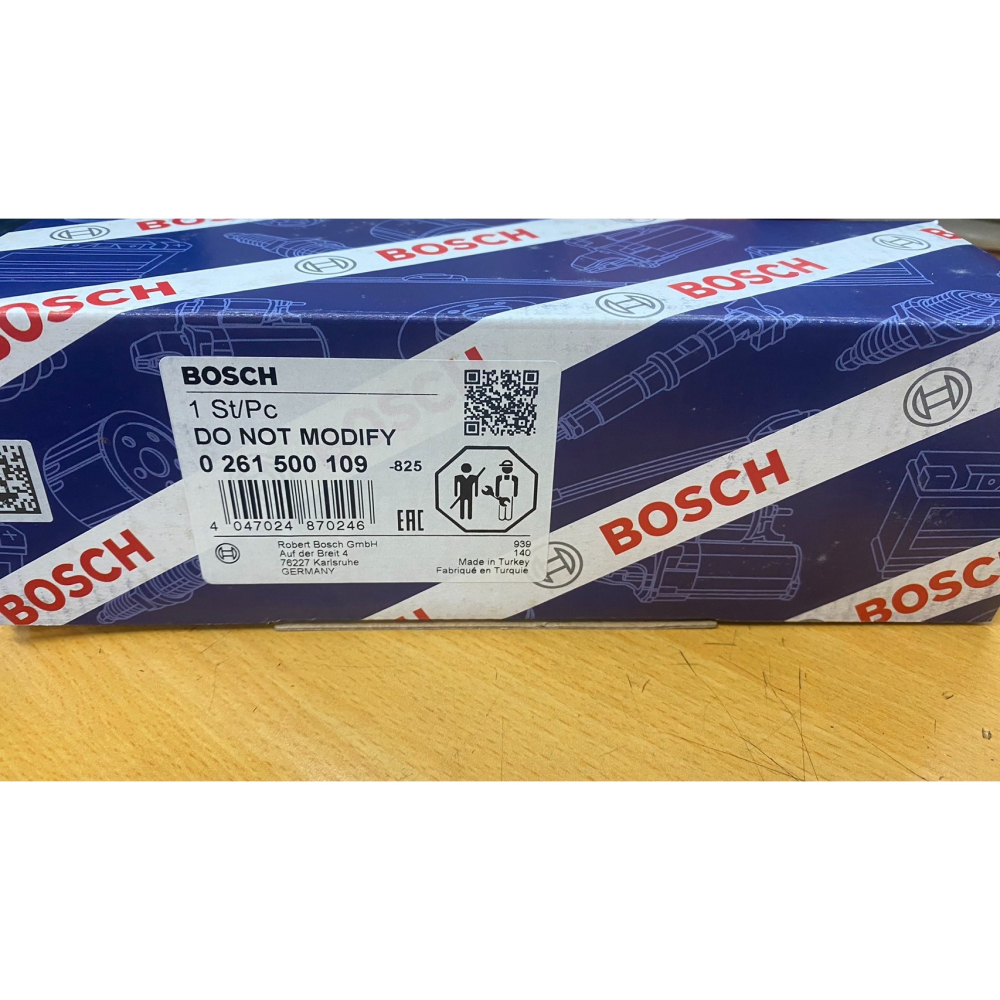 BOSCH
BOSCH
BOSCH
BOSCH
BOSCH
BOSCH
1 St/Pc
DO NOT MODIFY
0 261 500 109 -825
4 047024 870246
EAC
Robert Bosch GmbH
Auf der Breit 4
76227 Karlsruhe
GERMANY
939
140
Made in Turkey
Fabriqué en Turquie
BOSCH
BOSCH
BOSCH